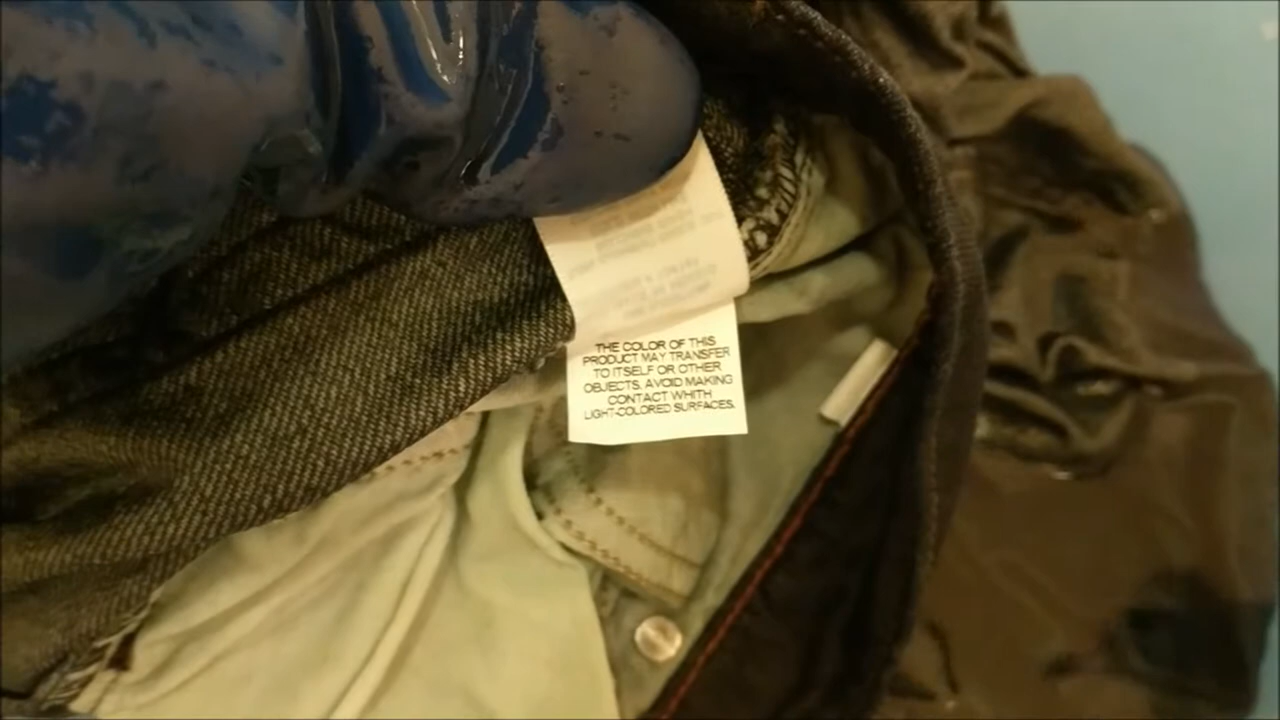 THE COLOR OF THIS
PRODUCT MAY TRANSFER
TO ITSELF OR OTHER
OBJECTS. AVOID MAKING
CONTACT WHITH
LIGHT-COLORED SURFACES.